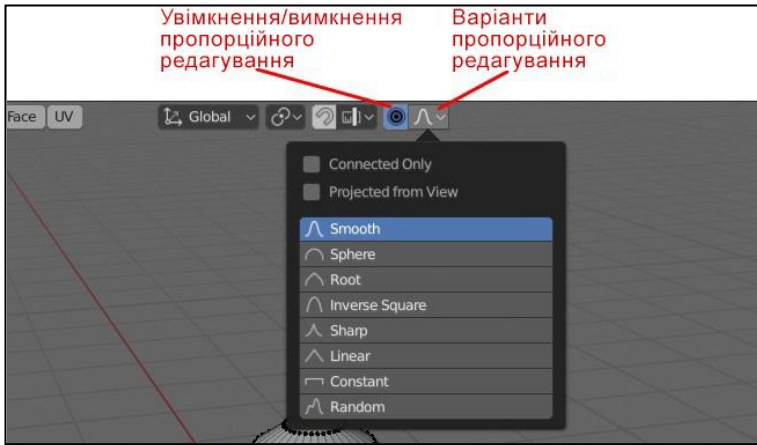 Увімкнення/вимкнення
пропорційного
редагування
Варіанти
пропорційного
редагування
Face UV Global
Connected Only
Projected from View
Smooth
Sphere
Root
Inverse Square
Sharp
Linear
Constant
Random